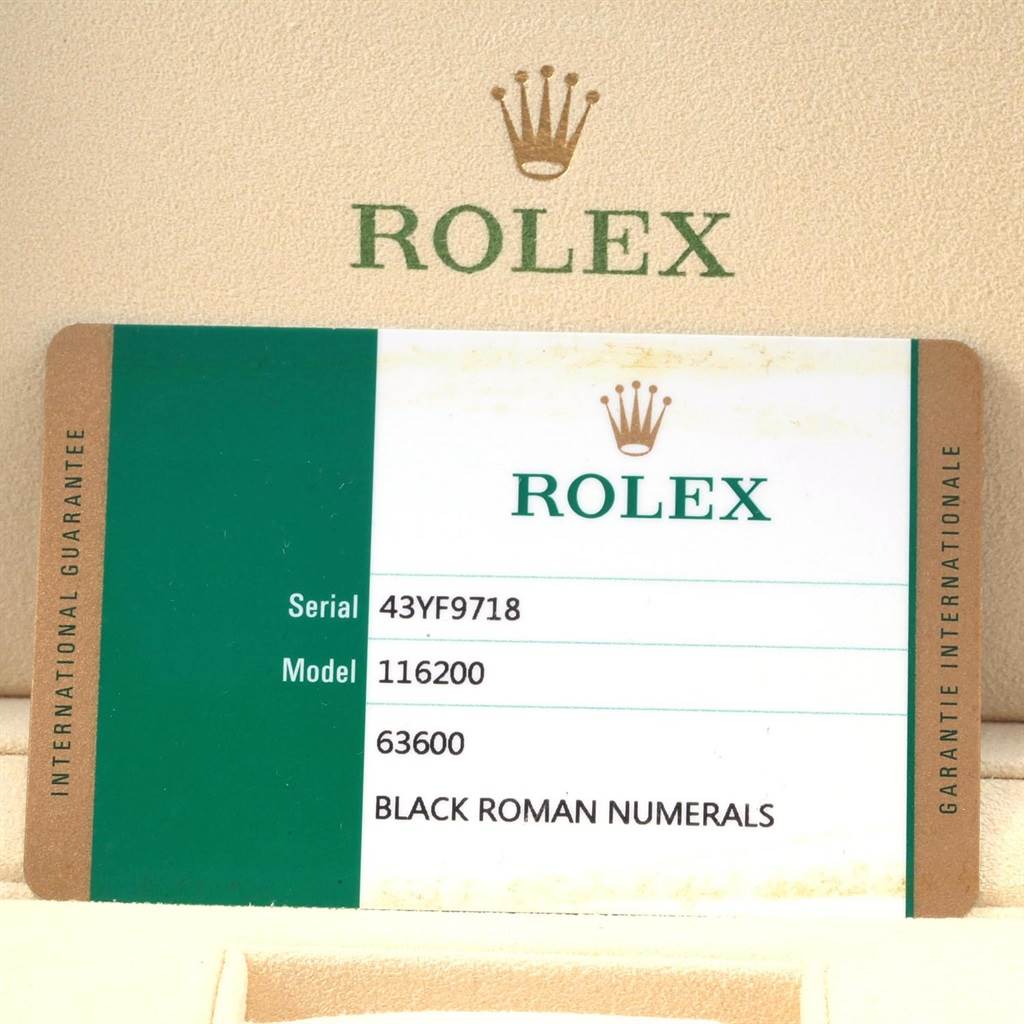 ROLEX
INTERNATIONAL GUARANTEE
ROLEX
Serial 43YF9718
Model 116200
63600
BLACK ROMAN NUMERALS
GARANTIE INTERNATIONALE